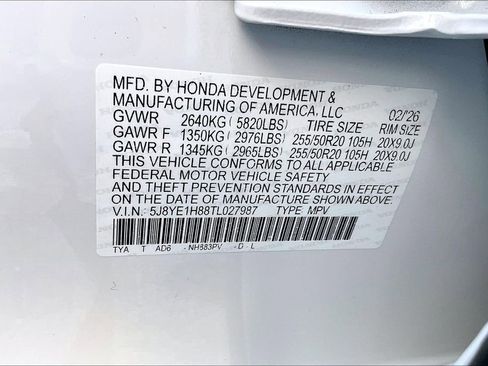 MFD. BY HONDA DEVELOPMENT &
MANUFACTURING OF AMERICA, LLC 02/26
GVWR 2640KG (5820LBS) TIRE SIZE RIM SIZE
GAWR F 1350KG (2976LBS) 255/50R20 105H 20X9.0J
GAWR R 1345KG (2965LBS) 255/50R20 105H 20X9.0J
THIS VEHICLE CONFORMS TO ALL APPLICABLE
FEDERAL MOTOR VEHICLE SAFETY
AND THEFT PREVENTION STANDARDS IN EFFECT
ON THE DATE OF MANUFACTURE SHOWN ABOVE.
V.I.N.: 5J8YE1H88TL027987 TYPE: MPV
TYA T AD6 -NH883PV -D-L